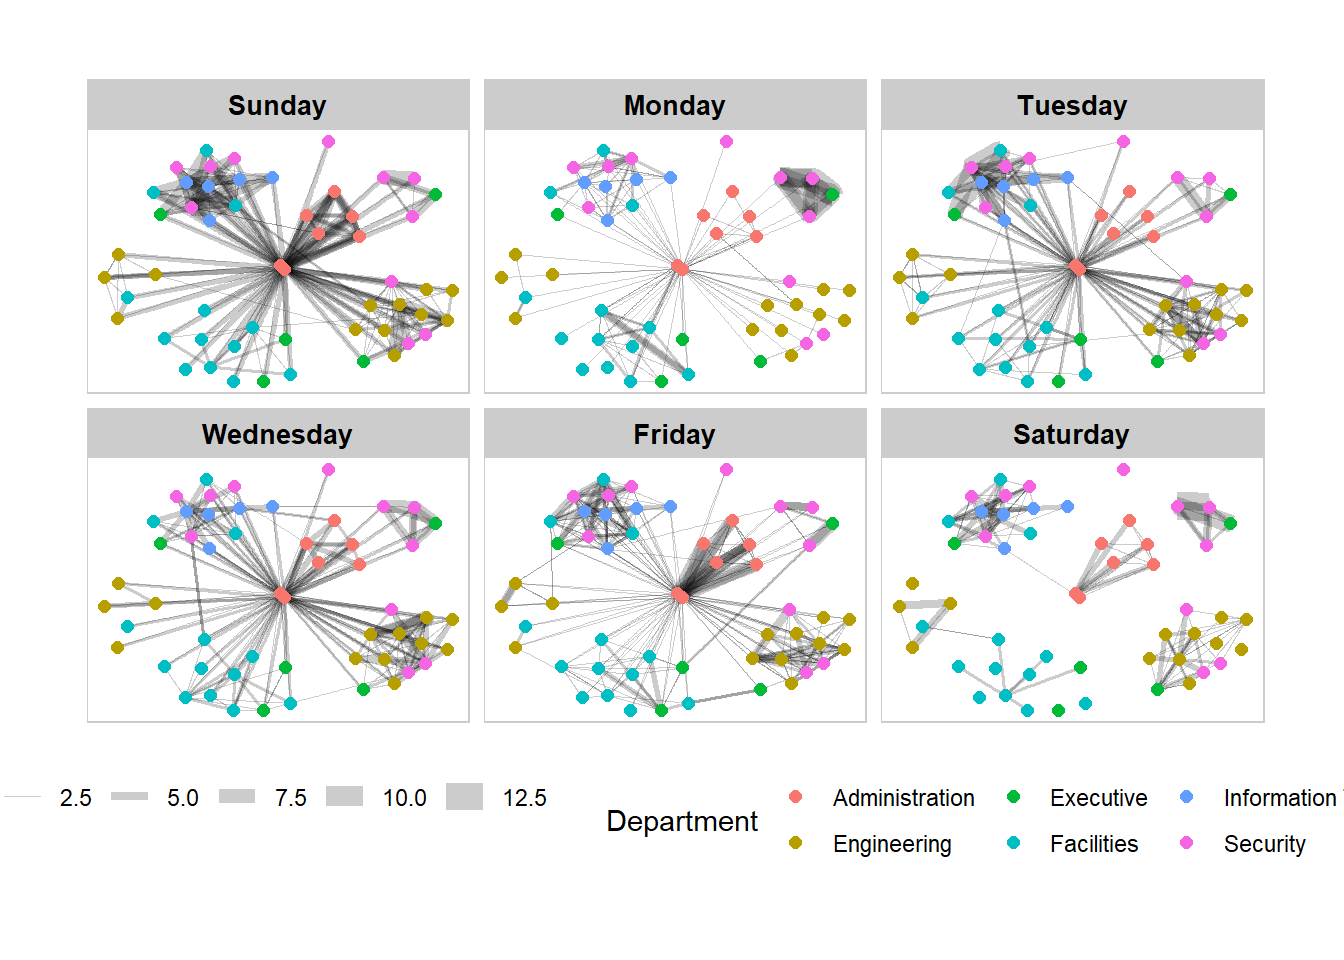 Sunday
Monday
Tuesday
Wednesday
Friday
Saturday
2.5
5.0
7.5
10.0
12.5
Department
Administration
Executive
Information
Engineering
Facilities
Security